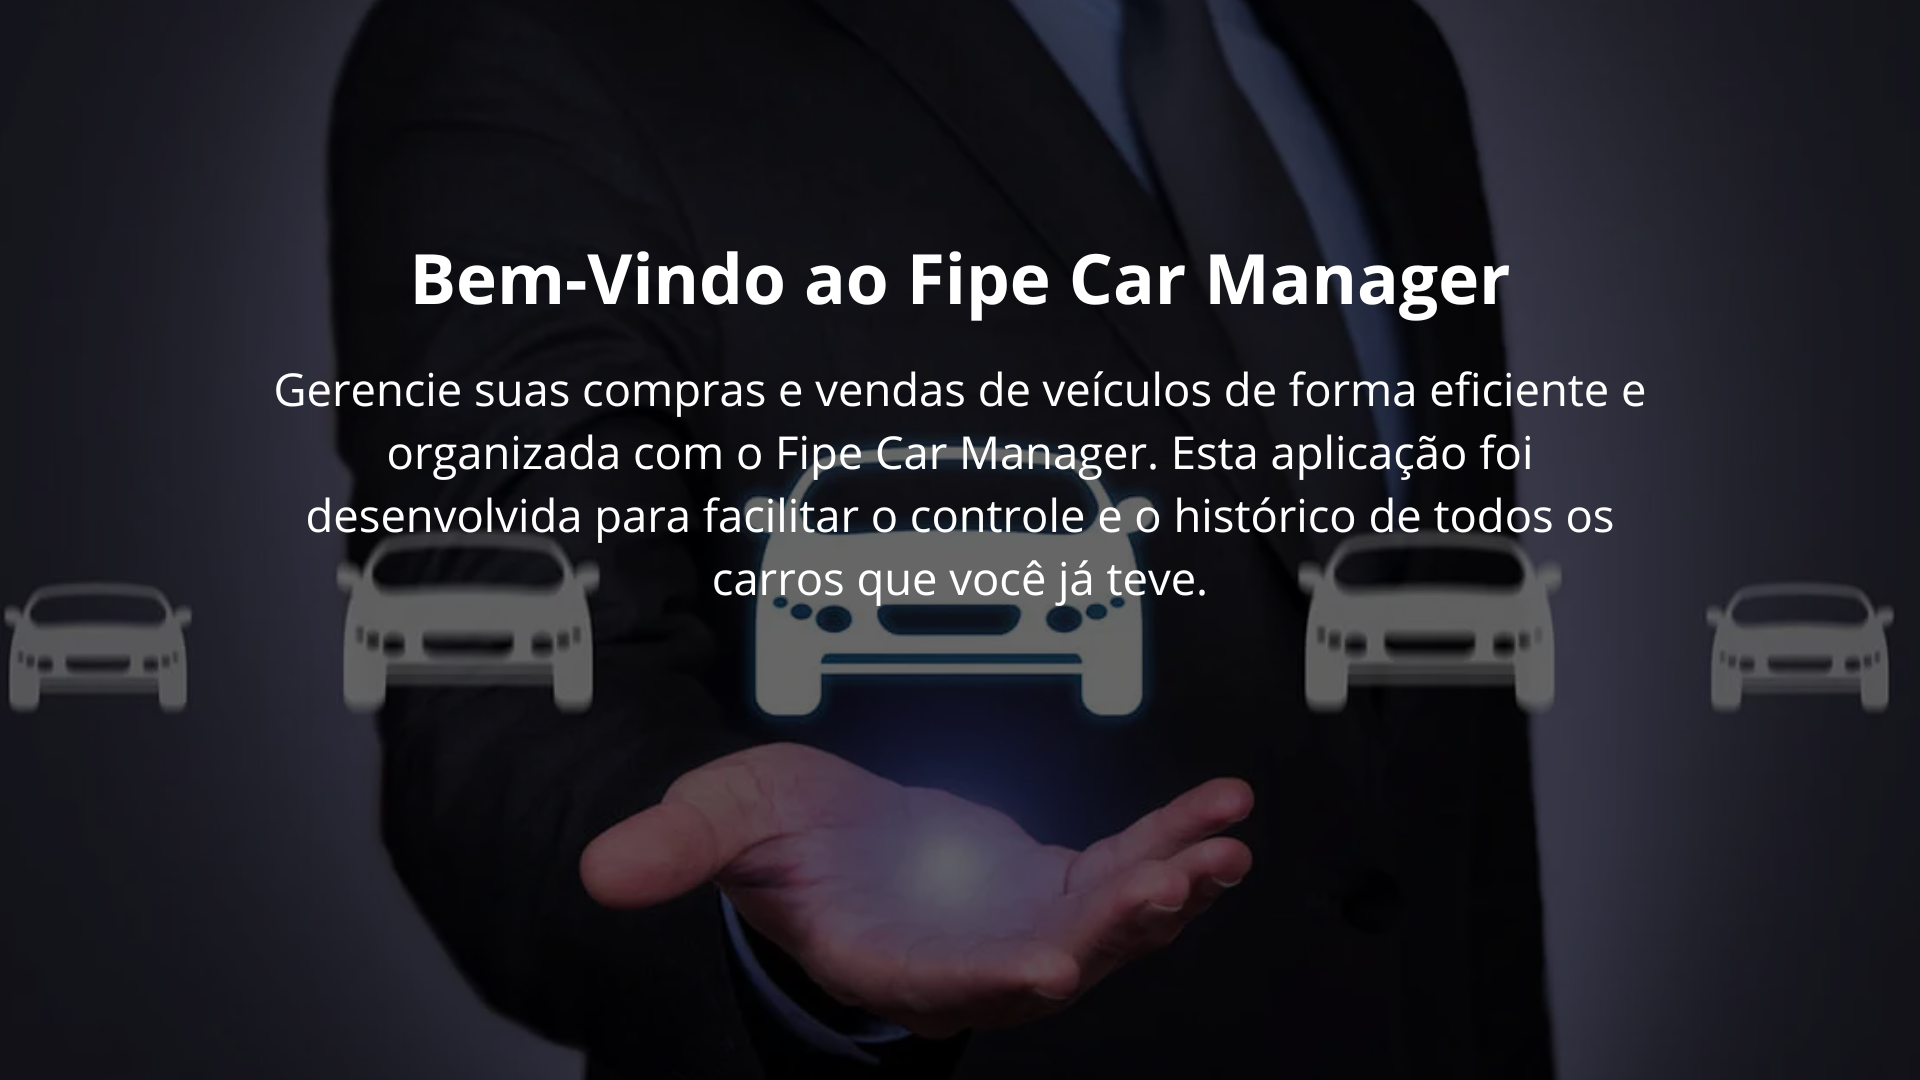 Bem-Vindo ao Fipe Car Manager
Gerencie suas compras e vendas de veículos de forma eficiente e
organizada com o Fipe Car Manager. Esta aplicação foi
desenvolvida para facilitar o controle e o histórico de todos os
carros que você já teve.